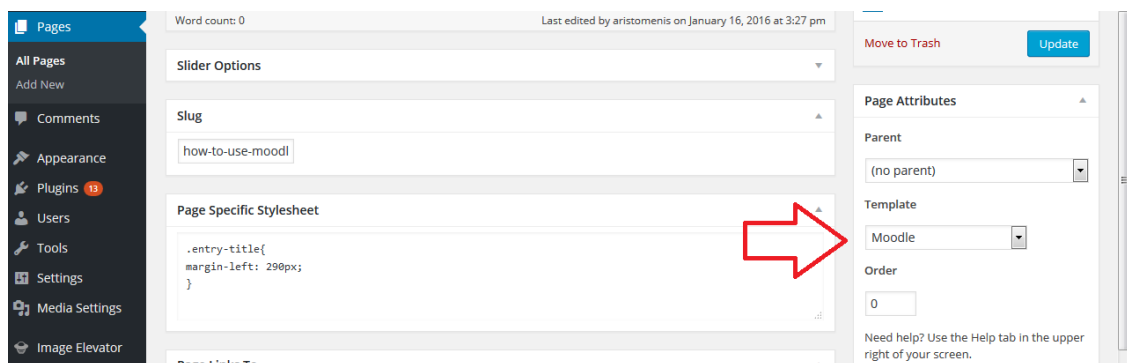 Pages
All Pages
Add New
Comments
Appearance
Plugins 13
Users
Tools
Settings
Media Settings
Image Elevator
Word count: 0
Last edited by aristomenis on January 16, 2016 at 3:27 pm
Slider Options
Slug
how-to-use-moodl
Page Specific Stylesheet
.entry-title{
margin-left: 290px;
}
Page Links To
Move to Trash
Update
Page Attributes
Parent
(no parent)
Template
Moodle
Order
0
Need help? Use the Help tab in the upper
right of your screen.